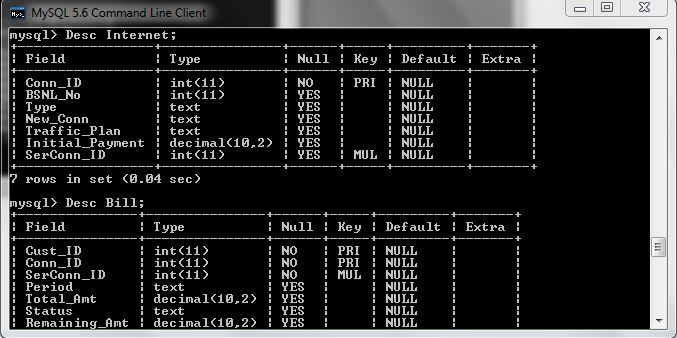 MySQL 5.6 Command Line Client
mysql> Desc Internet;
+-----------------+---------------+------+-----+---------+-------+
| Field           | Type          | Null | Key | Default | Extra |
+-----------------+---------------+------+-----+---------+-------+
| Conn_ID         | int(11)       | NO   | PRI | NULL    |       |
| BSNL_No         | int(11)       | YES  |     | NULL    |       |
| Type            | text          | YES  |     | NULL    |       |
| New_Conn        | text          | YES  |     | NULL    |       |
| Traffic_Plan    | text          | YES  |     | NULL    |       |
| Initial_Payment | decimal(10,2) | YES  |     | NULL    |       |
| SerConn_ID      | int(11)       | YES  | MUL | NULL    |       |
+-----------------+---------------+------+-----+---------+-------+
7 rows in set (0.04 sec)
mysql> Desc Bill;
+---------------+---------------+------+-----+---------+-------+
| Field         | Type          | Null | Key | Default | Extra |
+---------------+---------------+------+-----+---------+-------+
| Cust_ID       | int(11)       | NO   | PRI | NULL    |       |
| Conn_ID       | int(11)       | NO   | PRI | NULL    |       |
| SerConn_ID    | int(11)       | NO   | MUL | NULL    |       |
| Period        | text          | YES  |     | NULL    |       |
| Total_Amt     | decimal(10,2) | YES  |     | NULL    |       |
| Status        | text          | YES  |     | NULL    |       |
| Remaining_Amt | decimal(10,2) | YES  |     | NULL    |       |